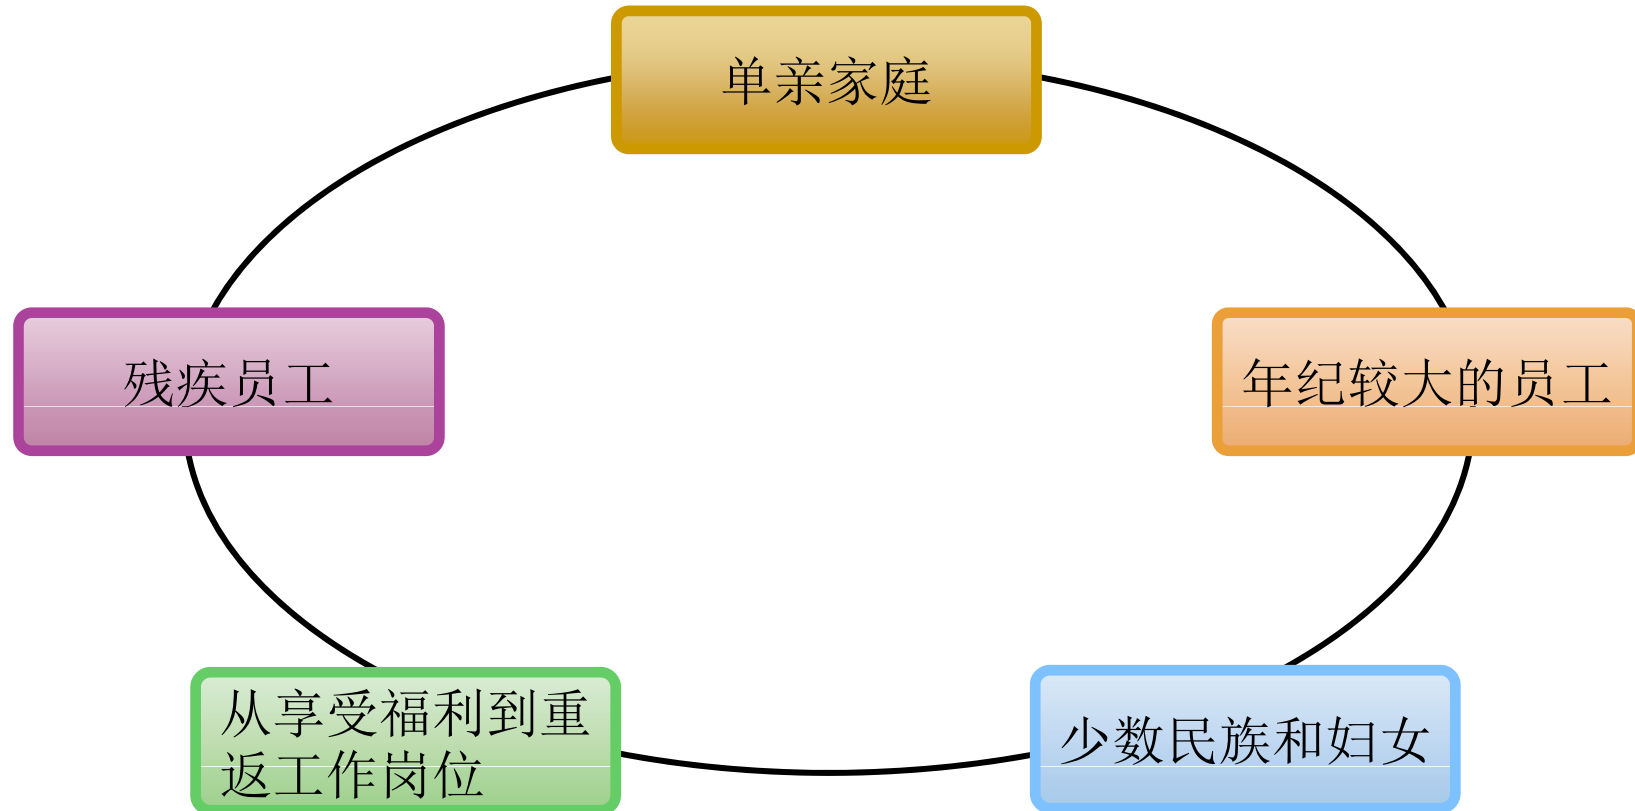 单亲家庭
残疾员工
年纪较大的员工
从享受福利到重
返工作岗位
少数民族和妇女